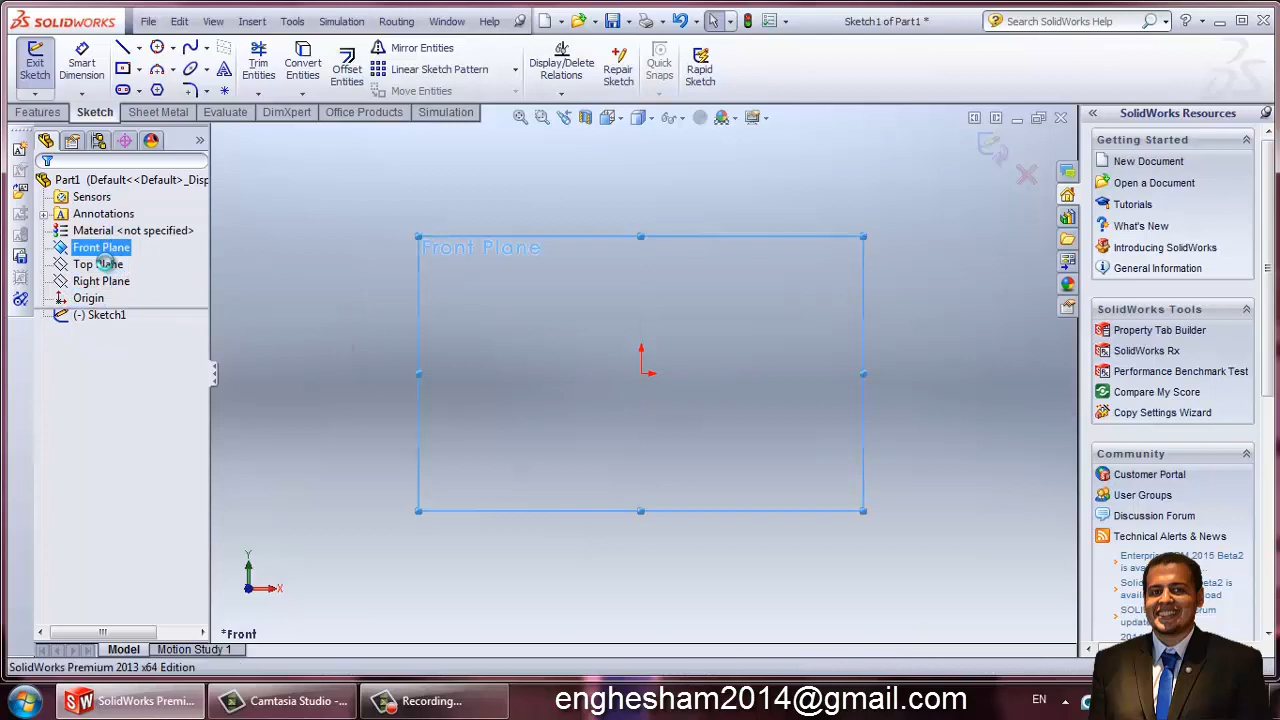 SOLIDWORKS File Edit View Insert Tools Simulation Routing Window Help Sketch1 of Part1 * Search SolidWorks Help
Exit Sketch
Smart Dimension
Trim Entities
Convert Entities
Offset Entities
Mirror Entities
Linear Sketch Pattern
Move Entities
Display/Delete Relations
Repair Sketch
Quick Snaps
Rapid Sketch
Features Sketch Sheet Metal Evaluate DimXpert Office Products Simulation
Part1 (Default<<Default>_Disp
Sensors
Annotations
Material <not specified>
Front Plane
Top Plane
Right Plane
Origin
(-) Sketch1
Front Plane
Y
X
*Front
SolidWorks Resources
Getting Started
New Document
Open a Document
Tutorials
What's New
Introducing SolidWorks
General Information
SolidWorks Tools
Property Tab Builder
SolidWorks Rx
Performance Benchmark Test
Compare My Score
Copy Settings Wizard
Community
Customer Portal
User Groups
Discussion Forum
Technical Alerts & News
2015 Beta2
is
Model Motion Study 1
SolidWorks Premium 2013 x64 Edition
SolidWorks Premi... Camtasia Studio -... Recording... enghesham2014@gmail.com EN